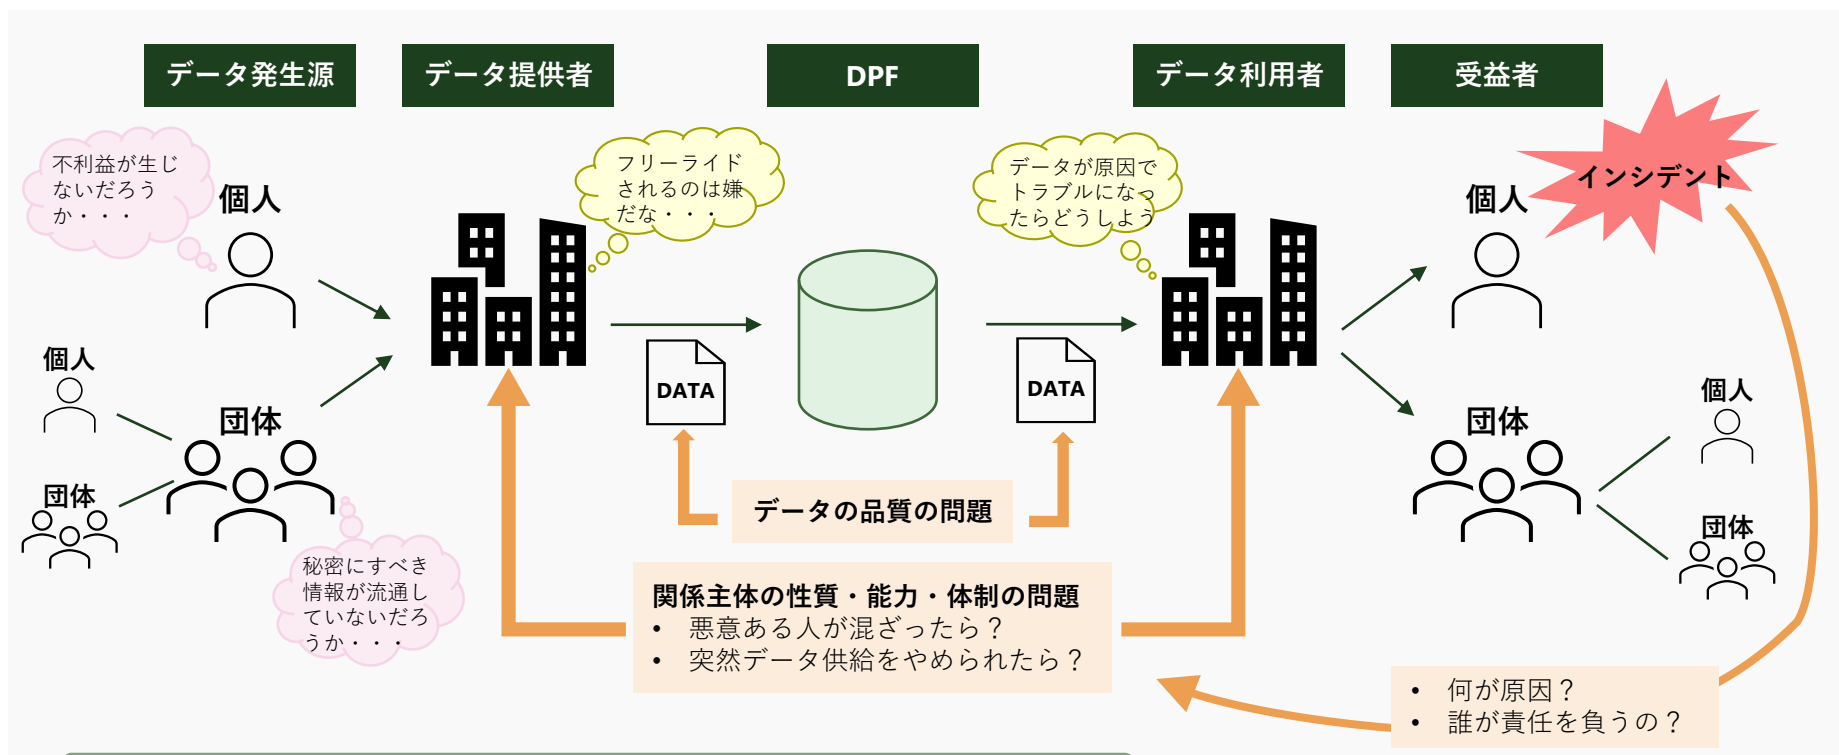 データ発生源
データ提供者
DPF
データ利用者
受益者
不利益が生じ
ないだろう
か・・・
個人
個人
団体
団体
秘密にすべき
情報が流通し
ていないだろ
うか・・・
フリーライド
されるのは嫌
だな・・・
DATA
DATA
データが原因で
トラブルになっ
たらどうしよう
個人
団体
個人
団体
インシデント
データの品質の問題
関係主体の性質・能力・体制の問題
• 悪意ある人が混ざったら？
• 突然データ供給をやめられたら？
• 何が原因？
• 誰が責任を負うの？